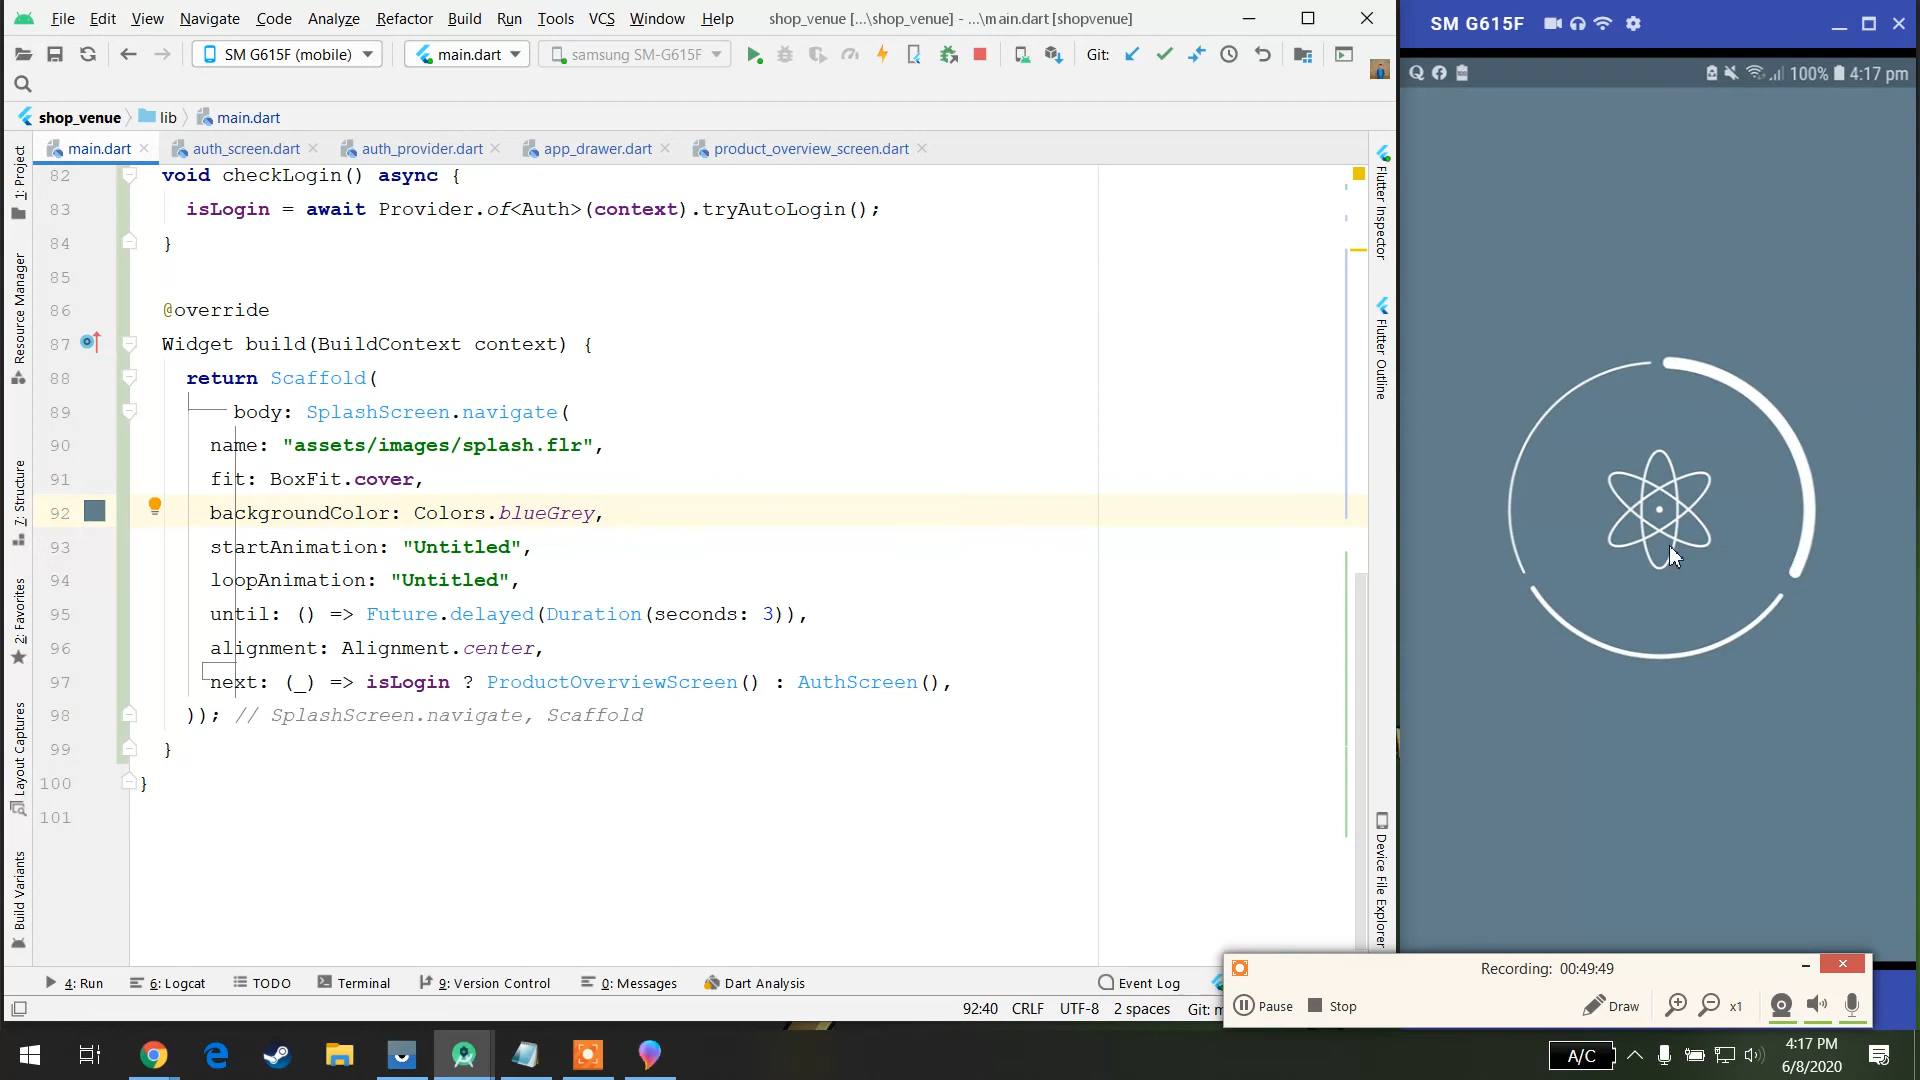 File Edit View Navigate Code Analyze Refactor Build Run Tools VCS Window Help shop_venue [...\shop_venue] - ...\main.dart [shopvenue]
SM G615F (mobile) main.dart samsung SM-G615F Git:
shop_venue lib main.dart
main.dart auth_screen.dart auth_provider.dart app_drawer.dart product_overview_screen.dart
82 void checkLogin() async {
83 isLogin = await Provider.of<Auth>(context).tryAutoLogin();
84 }
85
86 @override
87 Widget build(BuildContext context) {
88 return Scaffold(
89 body: SplashScreen.navigate(
90 name: "assets/images/splash.flr",
91 fit: BoxFit.cover,
92 backgroundColor: Colors.blueGrey,
93 startAnimation: "Untitled",
94 loopAnimation: "Untitled",
95 until: () => Future.delayed(Duration(seconds: 3)),
96 alignment: Alignment.center,
97 next: (_) => isLogin ? ProductOverviewScreen() : AuthScreen(),
98 )); // SplashScreen.navigate, Scaffold
99 }
100 }
101
1: Project
Resource Manager
7: Structure
2: Favorites
Layout Captures
Build Variants
Flutter Inspector
Flutter Outline
Device File Explorer
4: Run 6: Logcat TODO Terminal 9: Version Control 0: Messages Dart Analysis Event Log
92:40 CRLF UTF-8 2 spaces Git: m
SM G615F
100% 4:17 pm
Recording: 00:49:49
Pause Stop Draw x1
A/C
4:17 PM
6/8/2020